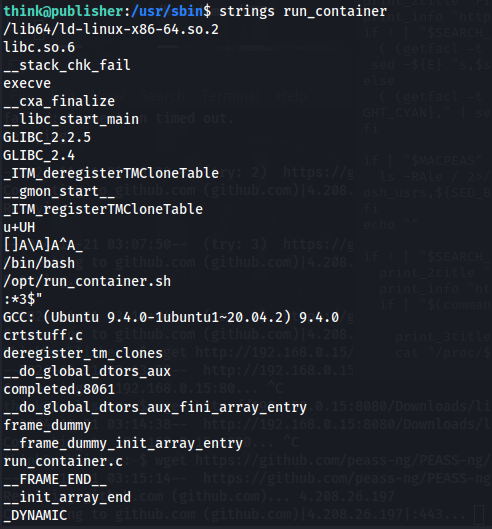 think@publisher:/usr/sbin$ strings run_container
/lib64/ld-linux-x86-64.so.2
libc.so.6
__stack_chk_fail
execve
__cxa_finalize
__libc_start_main
GLIBC_2.2.5
GLIBC_2.4
_ITM_deregisterTMCloneTable
__gmon_start__
_ITM_registerTMCloneTable
u+UH
[]A\A]A^A_
/bin/bash
/opt/run_container.sh
:*3$"
GCC: (Ubuntu 9.4.0-1ubuntu1~20.04.2) 9.4.0
crtstuff.c
deregister_tm_clones
__do_global_dtors_aux
completed.8061
__do_global_dtors_aux_fini_array_entry
frame_dummy
__frame_dummy_init_array_entry
run_container.c
__FRAME_END__
__init_array_end
_DYNAMIC